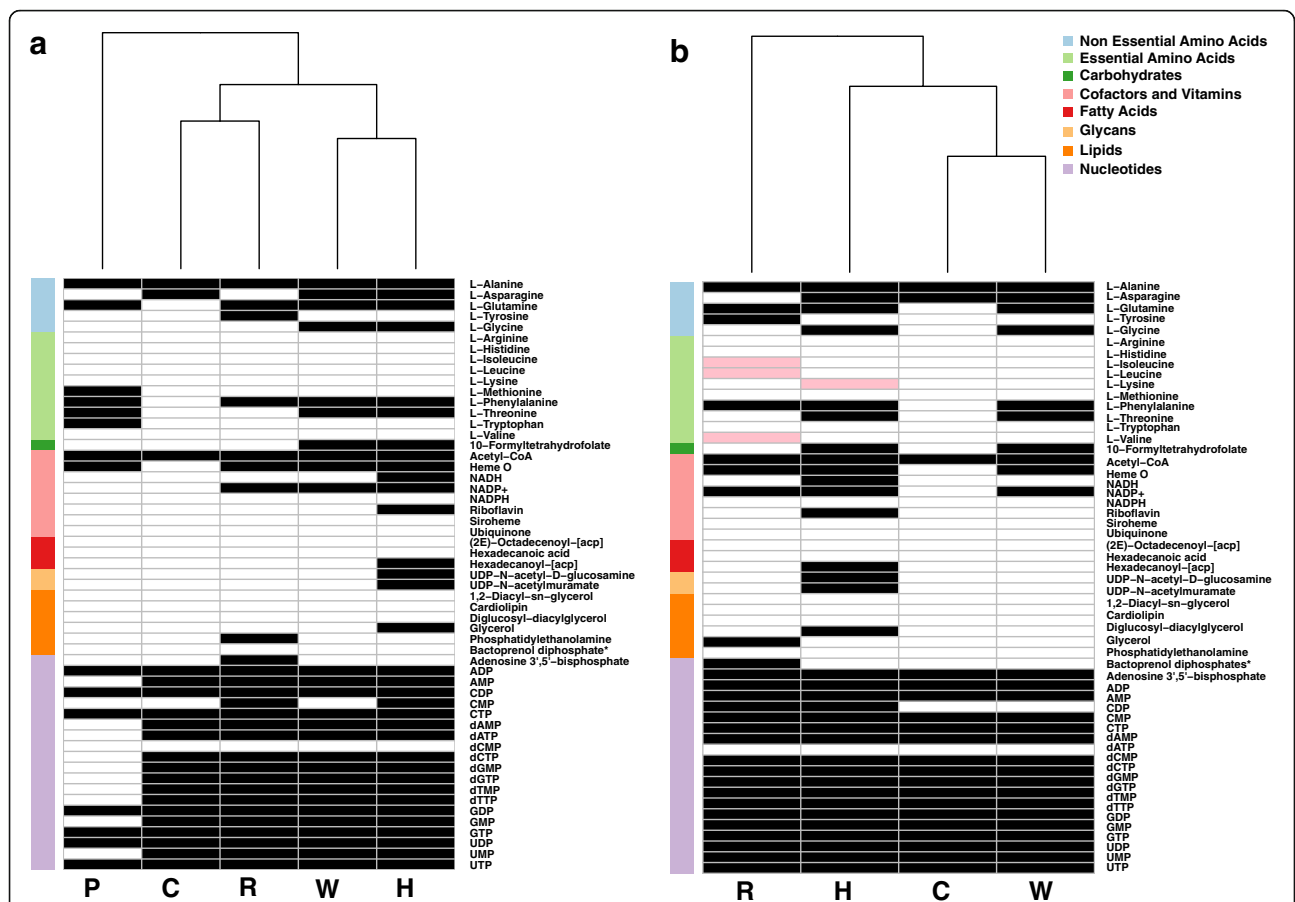 a
L-Alanine
L-Asparagine
L-Glutamine
L-Tyrosine
L-Glycine
L-Arginine
L-Histidine
L-Isoleucine
L-Leucine
L-Lysine
L-Methionine
L-Phenylalanine
L-Threonine
L-Tryptophan
L-Valine
10-Formyltetrahydrofolate
Acetyl-CoA
Heme O
NADH
NADP+
NADPH
Riboflavin
Siroheme
Ubiquinone
(2E)-Octadecenoyl-[acp]
Hexadecanoic acid
Hexadecanoyl-[acp]
UDP-N-acetyl-D-glucosamine
UDP-N-acetylmuramate
1,2-Diacyl-sn-glycerol
Cardiolipin
Diglucosyl-diacylglycerol
Glycerol
Phosphatidylethanolamine
Bactoprenol diphosphate*
Adenosine 3',5'-bisphosphate
ADP
AMP
CDP
CMP
CTP
dAMP
dATP
dCMP
dCTP
dGMP
dGTP
dTMP
dTTP
GDP
GMP
GTP
UDP
UMP
UTP
P C R W H
b
Non Essential Amino Acids
Essential Amino Acids
Carbohydrates
Cofactors and Vitamins
Fatty Acids
Glycans
Lipids
Nucleotides
L-Alanine
L-Asparagine
L-Glutamine
L-Tyrosine
L-Glycine
L-Arginine
L-Histidine
L-Isoleucine
L-Leucine
L-Lysine
L-Methionine
L-Phenylalanine
L-Threonine
L-Tryptophan
L-Valine
10-Formyltetrahydrofolate
Acetyl-CoA
Heme O
NADH
NADP+
NADPH
Riboflavin
Siroheme
Ubiquinone
(2E)-Octadecenoyl-[acp]
Hexadecanoic acid
Hexadecanoyl-[acp]
UDP-N-acetyl-D-glucosamine
UDP-N-acetylmuramate
1,2-Diacyl-sn-glycerol
Cardiolipin
Diglucosyl-diacylglycerol
Glycerol
Phosphatidylethanolamine
Bactoprenol diphosphates*
Adenosine 3',5'-bisphosphate
ADP
AMP
CDP
CMP
CTP
dAMP
dATP
dCMP
dCTP
dGMP
dGTP
dTMP
dTTP
GDP
GMP
GTP
UDP
UMP
UTP
R H C W